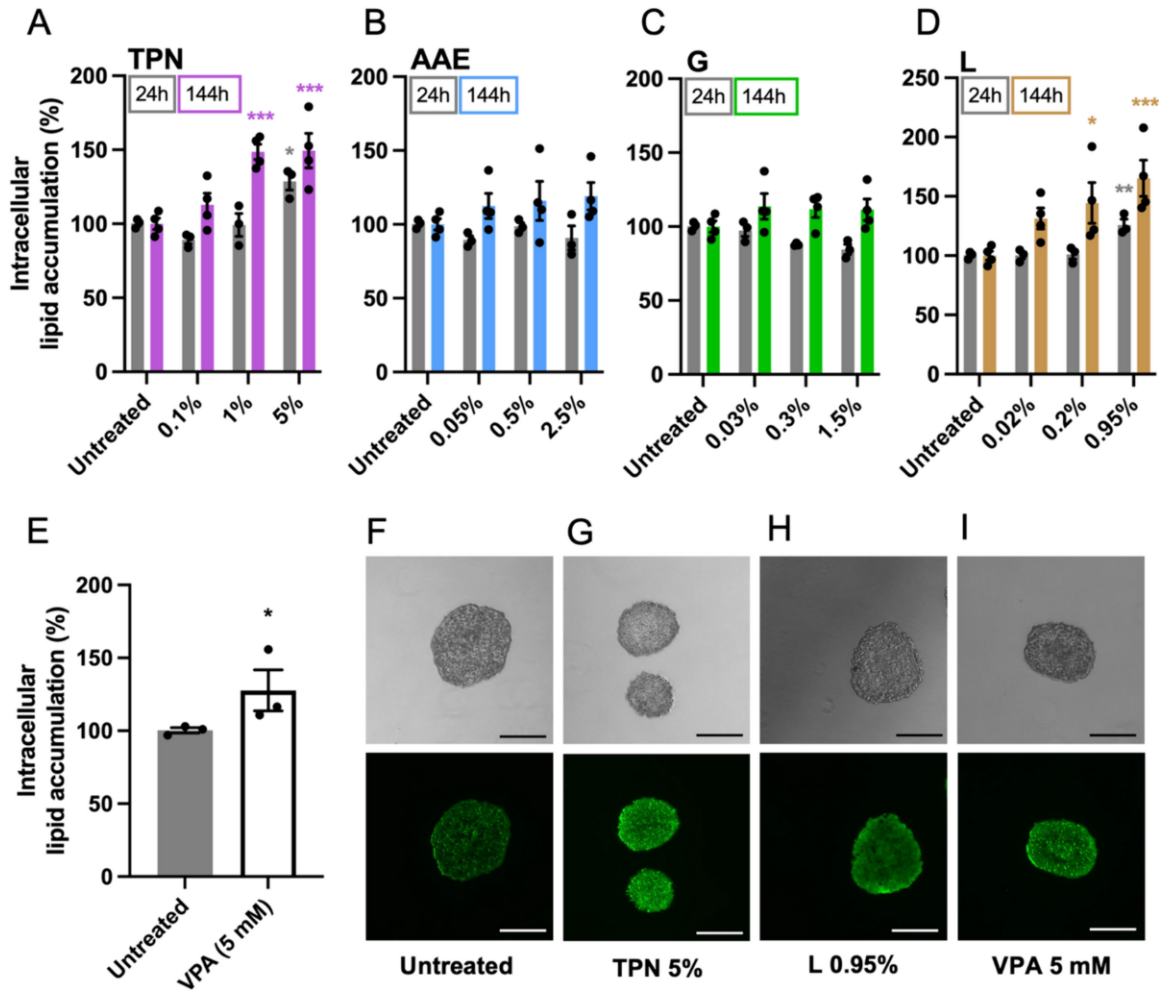 A
B
C
D
TPN
AAE
G
L
24h 144h
24h 144h
24h 144h
24h 144h
Intracellular
lipid accumulation (%)
200
150
100
50
0
*
***
***
200
150
100
50
0
200
150
100
50
0
250
200
150
100
50
0
*
**
***
Untreated
0.1%
1%
5%
Untreated
0.05%
0.5%
2.5%
Untreated
0.03%
0.3%
1.5%
Untreated
0.02%
0.2%
0.95%
E
F
G
H
I
Intracellular
lipid accumulation (%)
200
150
100
50
0
*
Untreated
VPA (5 mM)
Untreated
TPN 5%
L 0.95%
VPA 5 mM